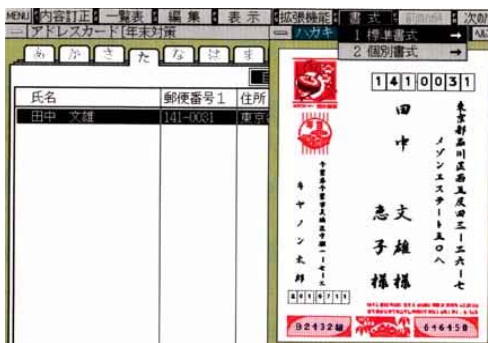 MENU 内容訂正 一覧表 編集 表示 拡張機能 書式 次候
アドレスカード「年末対策
ハガキ
1 標準書式 →
2 個別書式 →
あ か さ た な は ま
氏名 郵便番号1 住所
田中 文雄 141-0031 東京
1410031
東京都品川区西五反田三ー二六ー七
メゾンエステート五〇八
田中 文雄様
恵子様
キヤノン太郎
B2432
646458